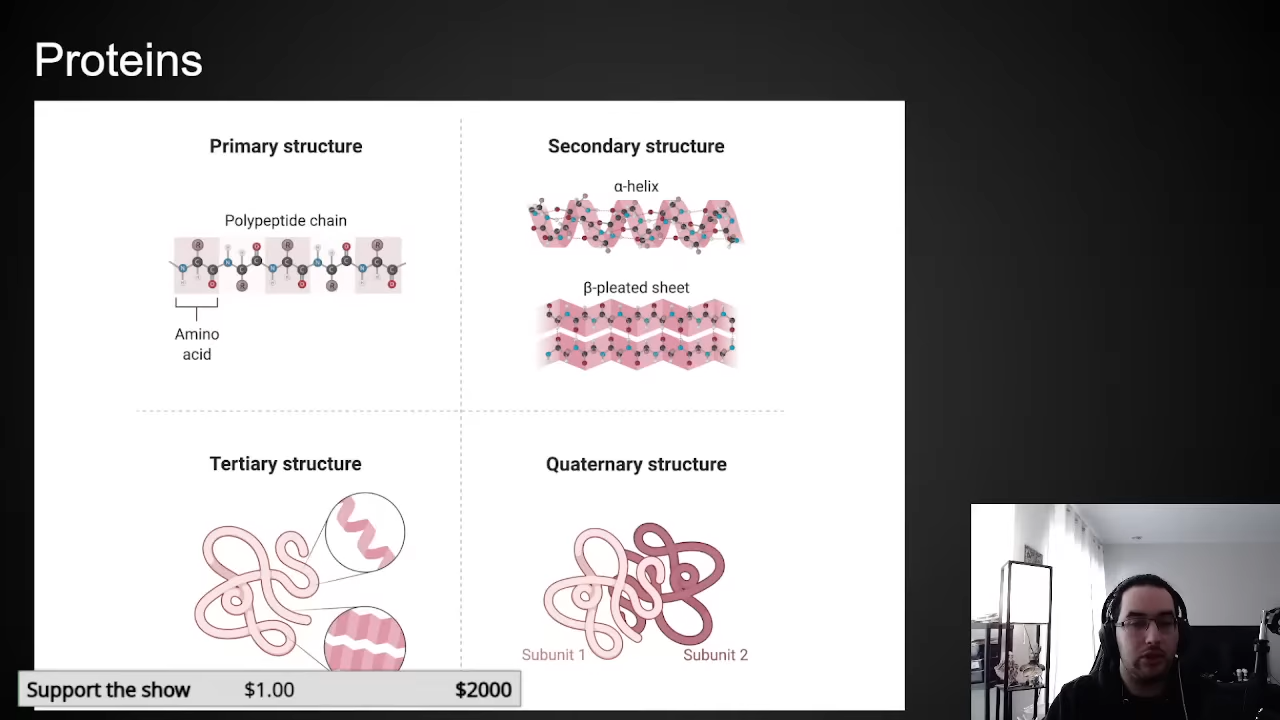 Proteins
Primary structure
Polypeptide chain
Amino
acid
Secondary structure
α-helix
β-pleated sheet
Tertiary structure
Quaternary structure
Subunit 1
Subunit 2
Support the show $1.00 $2000